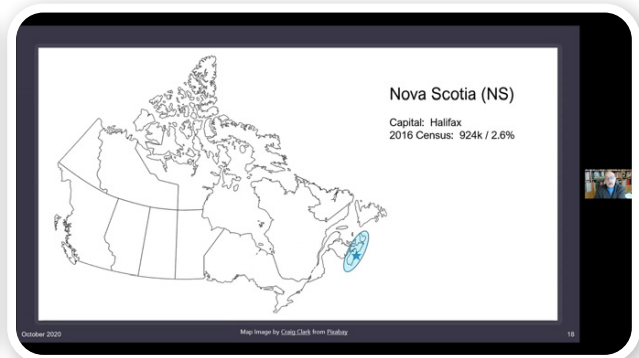 Nova Scotia (NS)
Capital: Halifax
2016 Census: 924k / 2.6%
October 2020
Map Image by Craig Clark from Pixabay
18